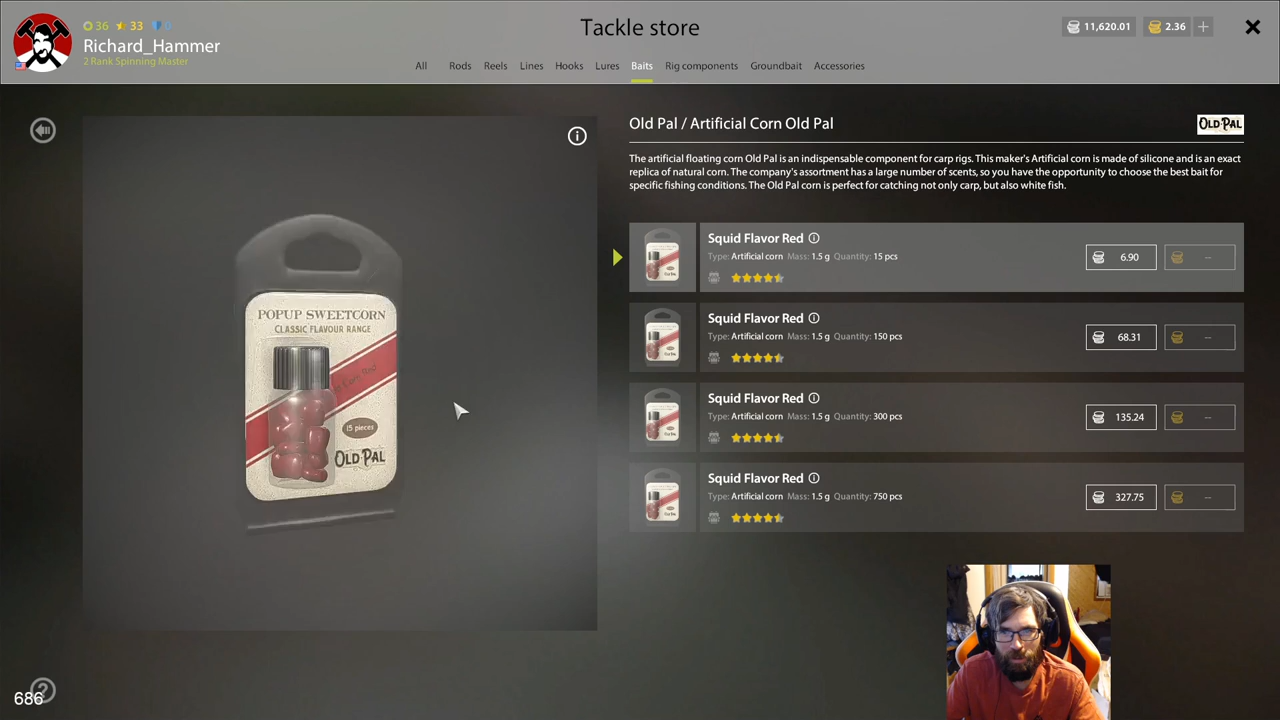 36 33 0
Richard_Hammer
2 Rank Spinning Master
Tackle store
11,620.01 2.36 +
All Rods Reels Lines Hooks Lures Baits Rig components Groundbait Accessories
Old Pal / Artificial Corn Old Pal
OLD PAL
The artificial floating corn Old Pal is an indispensable component for carp rigs. This maker's Artificial corn is made of silicone and is an exact
replica of natural corn. The company's assortment has a large number of scents, so you have the opportunity to choose the best bait for
specific fishing conditions. The Old Pal corn is perfect for catching not only carp, but also white fish.
POPUP SWEETCORN
CLASSIC FLAVOUR RANGE
15 pieces
OLD PAL
Squid Flavor Red
Type: Artificial corn Mass: 1.5 g Quantity: 15 pcs
6.90 --
Squid Flavor Red
Type: Artificial corn Mass: 1.5 g Quantity: 150 pcs
68.31 --
Squid Flavor Red
Type: Artificial corn Mass: 1.5 g Quantity: 300 pcs
135.24 --
Squid Flavor Red
Type: Artificial corn Mass: 1.5 g Quantity: 750 pcs
327.75 --
686
?